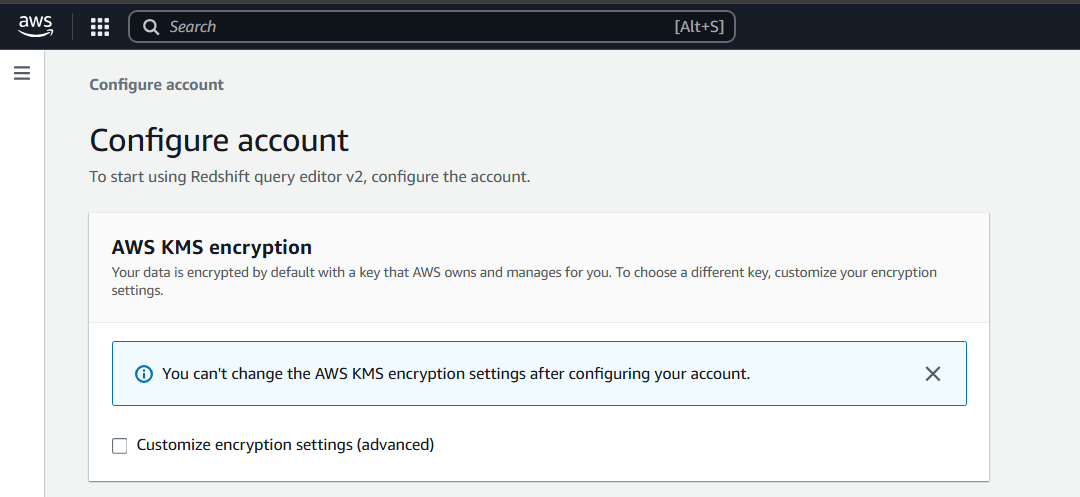 aws
Search
[Alt+S]
Configure account
Configure account
To start using Redshift query editor v2, configure the account.
AWS KMS encryption
Your data is encrypted by default with a key that AWS owns and manages for you. To choose a different key, customize your encryption
settings.
You can't change the AWS KMS encryption settings after configuring your account.
Customize encryption settings (advanced)